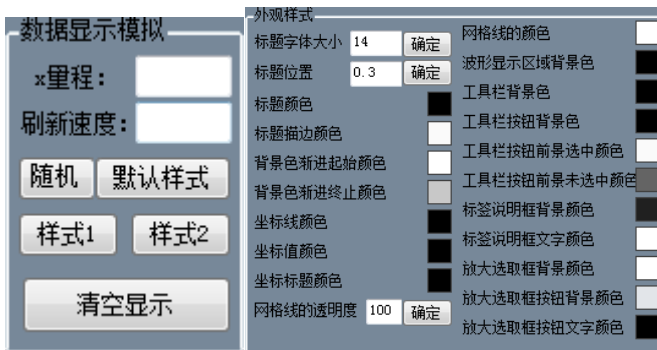 数据显示模拟
x量程:
刷新速度:
随机 默认样式
样式1 样式2
清空显示
外观样式
标题字体大小 14 确定
标题位置 0.3 确定
标题颜色
标题描边颜色
背景色渐进起始颜色
背景色渐进终止颜色
坐标线颜色
坐标值颜色
坐标标题颜色
网格线的透明度 100 确定
网格线的颜色
波形显示区域背景色
工具栏背景色
工具栏按钮背景色
工具栏按钮前景选中颜色
工具栏按钮前景未选中颜色
标签说明框背景颜色
标签说明框文字颜色
放大选取框背景颜色
放大选取框按钮背景颜色
放大选取框按钮文字颜色